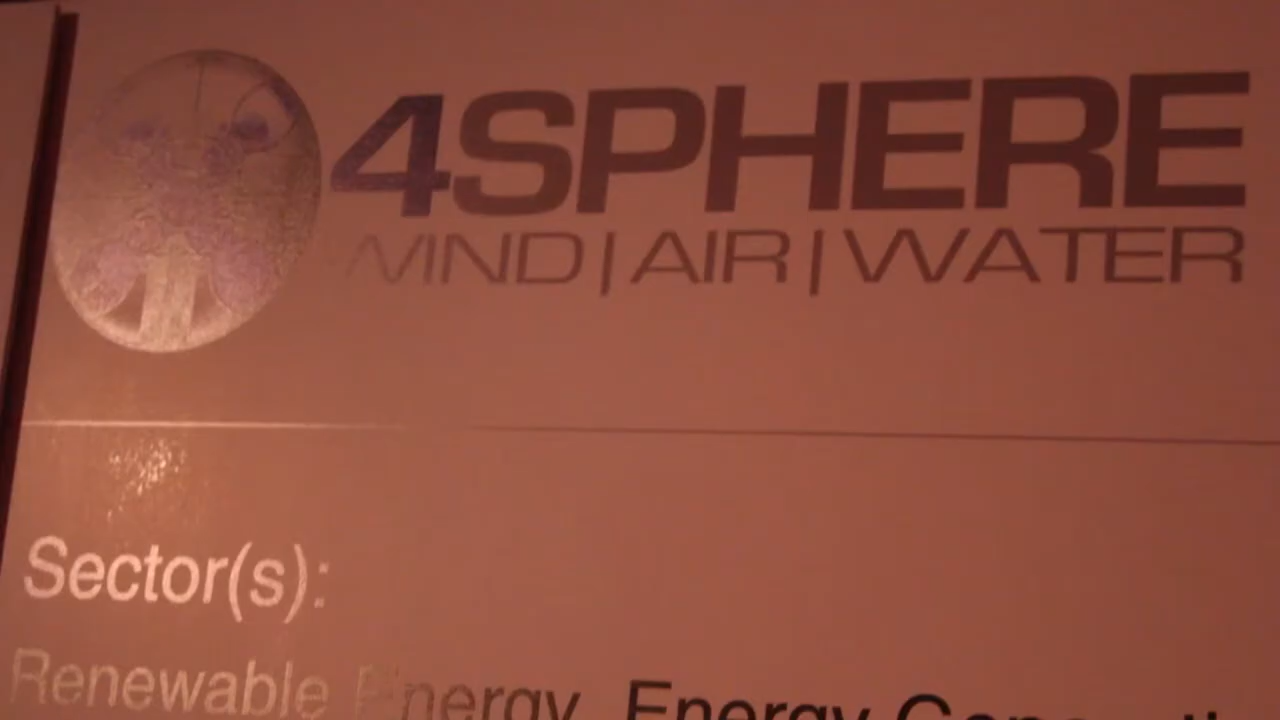 4SPHERE
WIND|AIR|WATER
Sector(s):
Renewable Energy, Energy